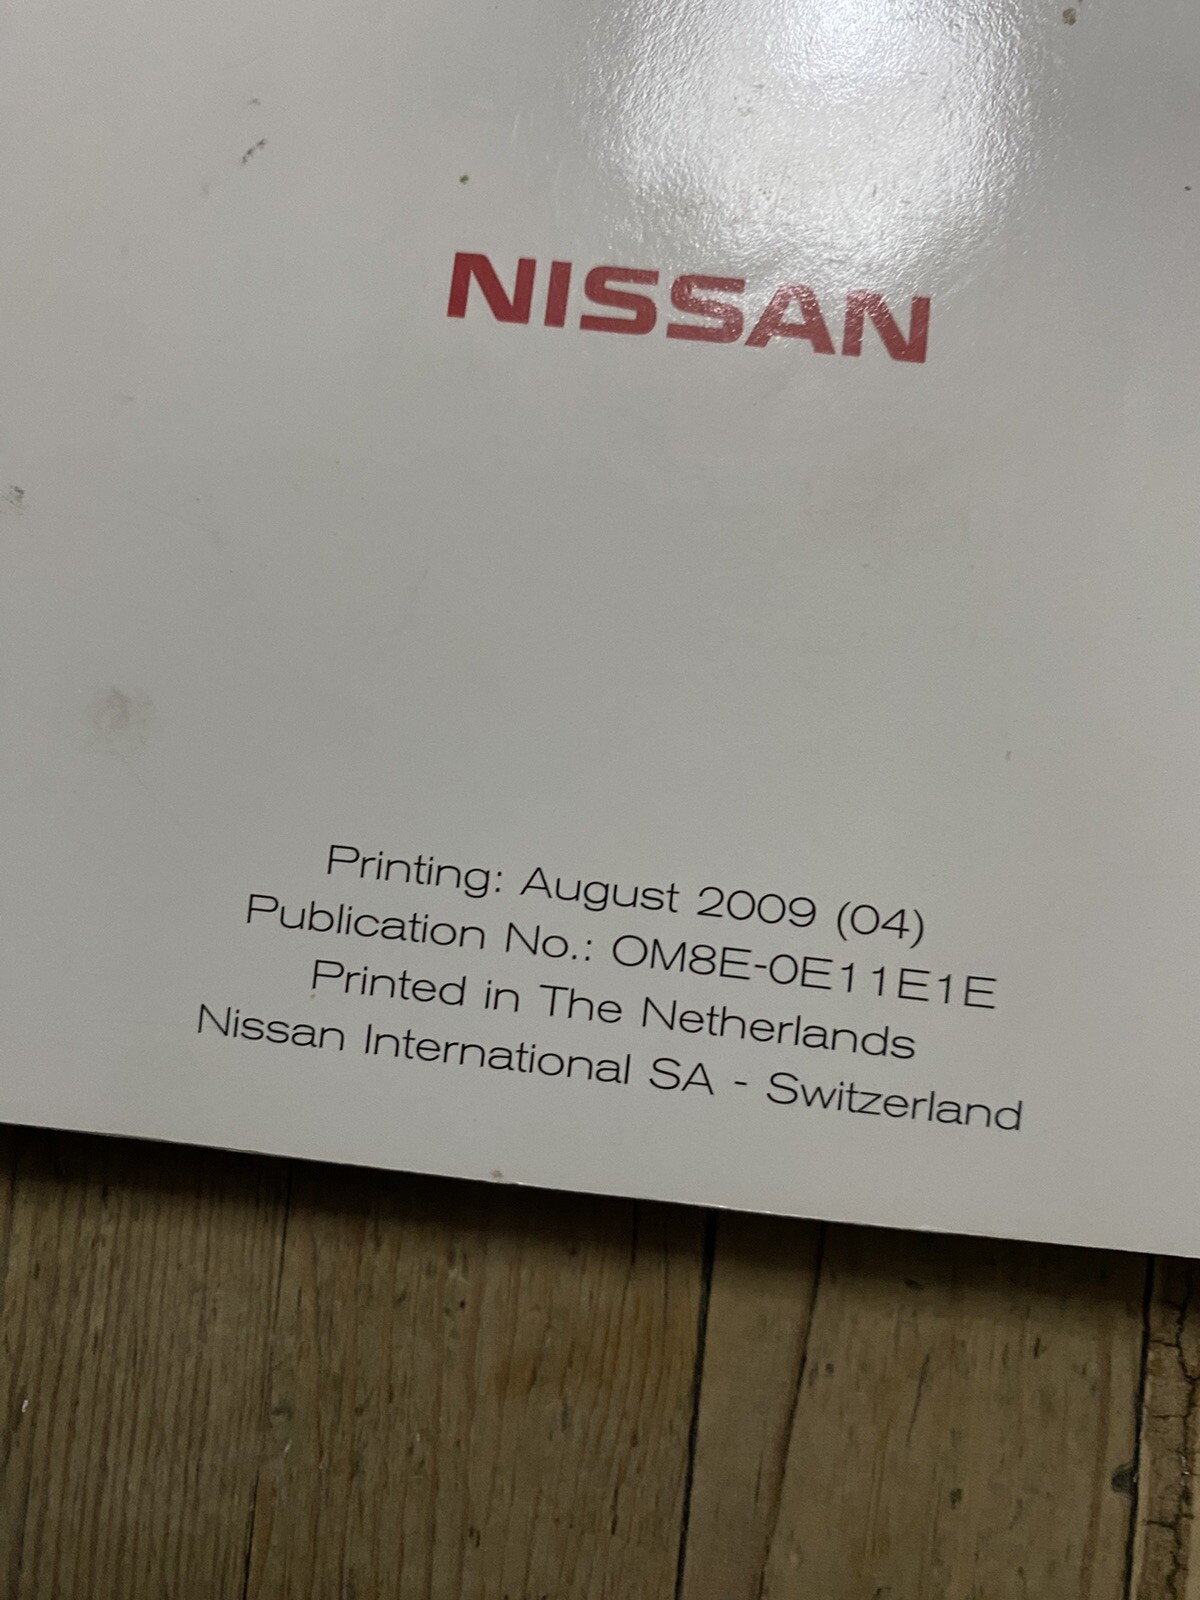 NISSAN
Printing: August 2009 (04)
Publication No.: OM8E-0E11E1E
Printed in The Netherlands
Nissan International SA - Switzerland